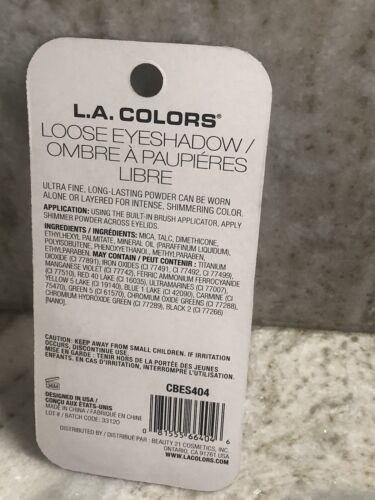 L.A. COLORS®
LOOSE EYESHADOW /
OMBRE À PAUPIÉRES
LIBRE
ULTRA FINE, LONG-LASTING POWDER CAN BE WORN
ALONE OR LAYERED FOR INTENSE, SHIMMERING COLOR.
APPLICATION: USING THE BUILT-IN BRUSH APPLICATOR, APPLY
SHIMMER POWDER ACROSS EYELIDS.
INGREDIENTS / INGRÉDIENTS: MICA, TALC, DIMETHICONE,
ETHYLHEXYL PALMITATE, MINERAL OIL (PARAFFINUM LIQUIDUM),
POLYISOBUTENE, PHENOXYETHANOL, METHYLPARABEN,
ETHYLPARABEN. MAY CONTAIN / PEUT CONTENIR : TITANIUM
DIOXIDE (CI 77891), IRON OXIDES (CI 77491, CI 77492, CI 77499),
MANGANESE VIOLET (CI 77742), FERRIC AMMONIUM FERROCYANIDE
(CI 77510), RED 40 LAKE (CI 16035), ULTRAMARINES (CI 77007),
YELLOW 5 LAKE (CI 19140), BLUE 1 LAKE (CI 42090), CARMINE (CI
75470), GREEN 5 (CI 61570), CHROMIUM OXIDE GREENS (CI 77288),
CHROMIUM HYDROXIDE GREEN (CI 77289), BLACK 2 (CI 77266)
[NANO].
CAUTION: KEEP AWAY FROM SMALL CHILDREN. IF IRRITATION
OCCURS, DISCONTINUE USE.
MISE EN GARDE : TENIR HORS DE LA PORTÉE DES JEUNES
ENFANTS. EN CAS D'IRRITATION, INTERROMPRE L'UTILISATION.
36M
CBES404
DESIGNED IN USA /
CONÇU AUX ÉTATS-UNIS
MADE IN CHINA / FABRIQUÉ EN CHINE
LOT # / BATCH CODE: 33120
0 81555 66404 6
DISTRIBUTED BY / DISTRIBUÉ PAR : BEAUTY 21 COSMETICS, INC.
ONTARIO, CA 91761 USA
WWW.LACOLORS.COM